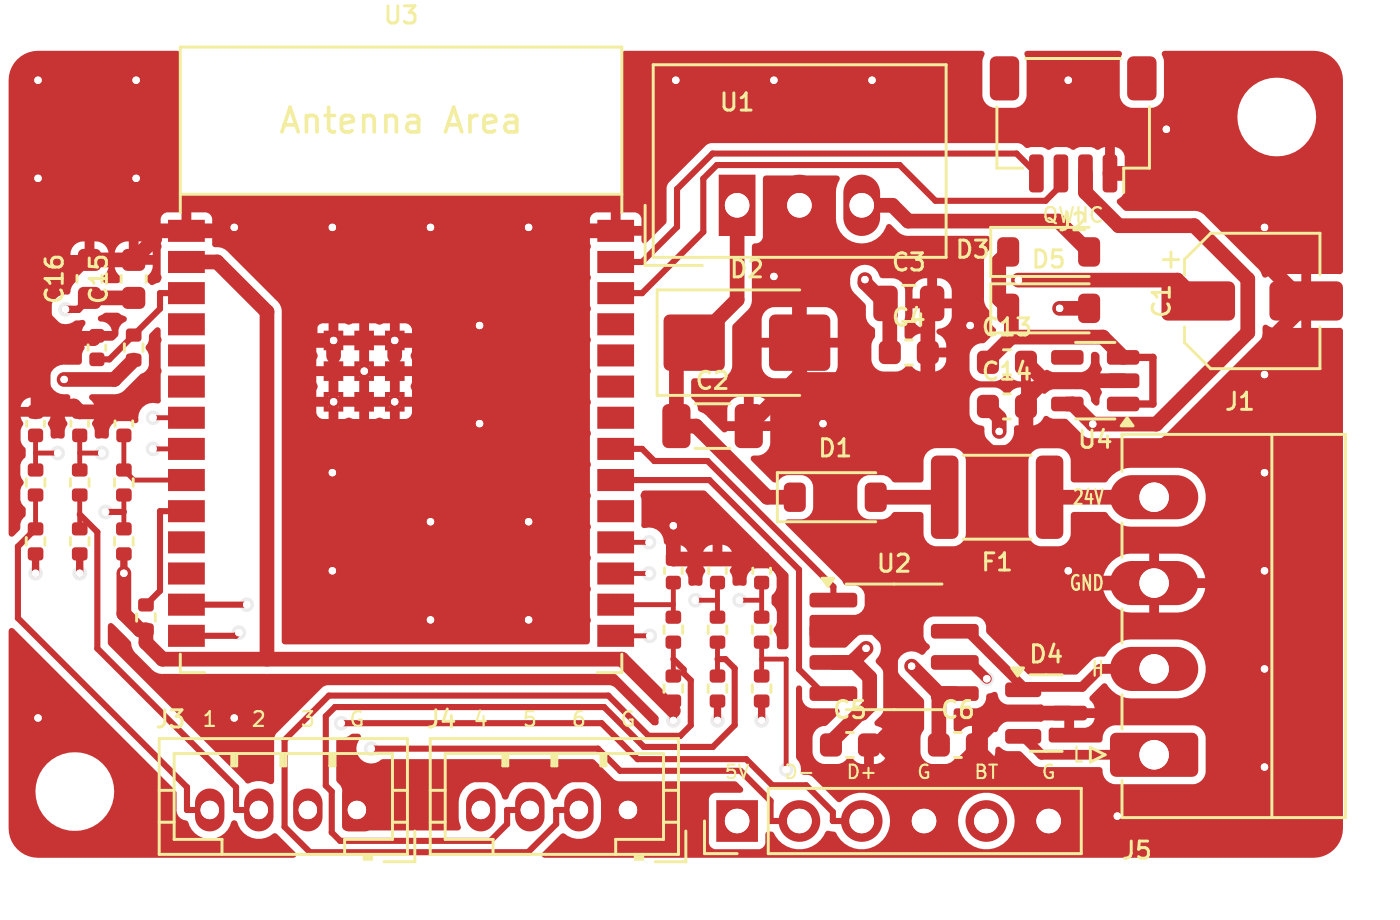 U3
Antenna Area
U1
QWIIC
J2
C16
C15
D2
D3
D5
C3
C1
+
C4
C13
C2
C14
J1
D1
U4
24V
F1
U2
GND
D4
H
J3
1
2
3
G
J4
4
5
6
G
C5
C6
L
5V
D-
D+
G
BT
G
J5